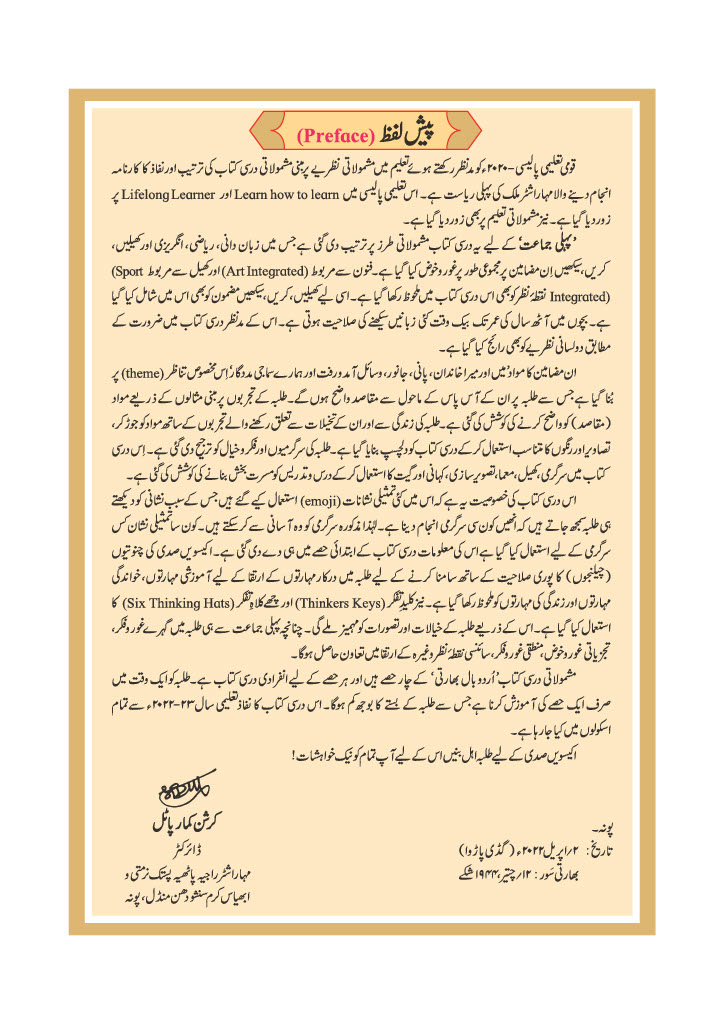 پیش لفظ (Preface)
قومی تعلیمی پالیسی -۲۰۲۰ء کو مدنظر رکھتے ہوئے تعلیم میں مشمولاتی نظریے پر مبنی مشمولاتی درسی کتاب کی ترتیب اور نفاذ کا کارنامہ
انجام دینے والا مہاراشٹر ملک کی پہلی ریاست ہے۔ اس تعلیمی پالیسی میں Learn how to learn اور Lifelong Learner پر
زور دیا گیا ہے۔ نیز مشمولاتی تعلیم پر بھی زور دیا گیا ہے۔
’پہلی جماعت‘ کے لیے یہ درسی کتاب مشمولاتی طرز پر ترتیب دی گئی ہے جس میں زبان دانی، ریاضی، انگریزی اور کھیلیں،
کریں، سیکھیں اِن مضامین پر مجموعی طور پر غور و خوض کیا گیا ہے۔ فنون سے مربوط (Art Integrated) اور کھیل سے مربوط (Sport
Integrated) نقطۂ نظر کو بھی اس درسی کتاب میں ملحوظ رکھا گیا ہے۔ اسی لیے کھیلیں، کریں، سیکھیں مضمون کو بھی اس میں شامل کیا گیا
ہے۔ بچوں میں آٹھ سال کی عمر تک بیک وقت کئی زبانیں سیکھنے کی صلاحیت ہوتی ہے۔ اس کے مدنظر درسی کتاب میں ضرورت کے
مطابق دولسانی نظریے کو بھی رائج کیا گیا ہے۔
ان مضامین کا مواد ’میں اور میرا خاندان، پانی، جانور، وسائل آمد و رفت اور ہمارے سماجی مددگار‘ اِس مخصوص تناظر (theme) پر
بُنا گیا ہے جس سے طلبہ پر ان کے آس پاس کے ماحول سے مقاصد واضح ہوں گے۔ طلبہ کے تجربوں پر مبنی مثالوں کے ذریعے مواد
(مقاصد) کو واضح کرنے کی کوشش کی گئی ہے۔ طلبہ کی زندگی سے اور ان کے تخیلات سے تعلق رکھنے والے تجربوں کے ساتھ مواد کو جوڑ کر،
تصاویر اور رنگوں کا متناسب استعمال کرکے درسی کتاب کو دلچسپ بنایا گیا ہے۔ طلبہ کی سرگرمیوں اور فکر و خیال کو ترجیح دی گئی ہے۔ اِس درسی
کتاب میں سرگرمی، کھیل، معما، تصویر سازی، کہانی اور گیت کا استعمال کرکے درس و تدریس کو مسرت بخش بنانے کی کوشش کی گئی ہے۔
اس درسی کتاب کی خصوصیت یہ ہے کہ اس میں کئی تمثیلی نشانات (emoji) استعمال کیے گئے ہیں جس کے سبب نشانی کو دیکھتے
ہی طلبہ سمجھ جاتے ہیں کہ انھیں کون سی سرگرمی انجام دینا ہے۔ لہٰذا مذکورہ سرگرمی کو وہ آسانی سے کرسکتے ہیں۔ کون سا تمثیلی نشان کس
سرگرمی کے لیے استعمال کیا گیا ہے اس کی معلومات درسی کتاب کے ابتدائی حصے میں ہی دے دی گئی ہے۔ اکیسویں صدی کی چنوتیوں
(چیلنجوں) کا پوری صلاحیت کے ساتھ سامنا کرنے کے لیے طلبہ میں درکار مہارتوں کے ارتقا کے لیے آموزشی مہارتوں، خواندگی
مہارتوں اور زندگی کی مہارتوں کو ملحوظ رکھا گیا ہے۔ نیز کلیدِ تفکر (Thinkers Keys) اور چھے کلاہِ تفکر (Six Thinking Hats) کا
استعمال کیا گیا ہے۔ اس کے ذریعے طلبہ کے خیالات اور تصورات کو مہمیز ملے گی۔ چنانچہ پہلی جماعت سے ہی طلبہ میں گہرے غور و فکر،
تجزیاتی غور و خوض، منطقی غور و فکر، سائنسی نقطۂ نظر وغیرہ کے ارتقا میں تعاون حاصل ہوگا۔
مشمولاتی درسی کتاب ’اُردو بال بھارتی‘ کے چار حصے ہیں اور ہر حصے کے لیے انفرادی درسی کتاب ہے۔ طلبہ کو ایک وقت میں
صرف ایک حصے کی آموزش کرنا ہے جس سے طلبہ کے بستے کا بوجھ کم ہوگا۔ اس درسی کتاب کا نفاذ تعلیمی سال ۲۳-۲۰۲۲ء سے تمام
اسکولوں میں کیا جارہا ہے۔
اکیسویں صدی کے لیے طلبہ اہل بنیں اس کے لیے آپ تمام کو نیک خواہشات!
پونہ۔
تاریخ: ۲؍اپریل ۲۰۲۲ء (گڈی پاڑوا)
بھارتی سَور: ۱۲؍چیتر، ۱۹۴۴ شکے
کرشن کمار پاٹل
ڈائرکٹر
مہاراشٹر راجیہ پاٹھیہ پستک نرمتی و
ابھیاس کرم سنشودھن منڈل، پونہ